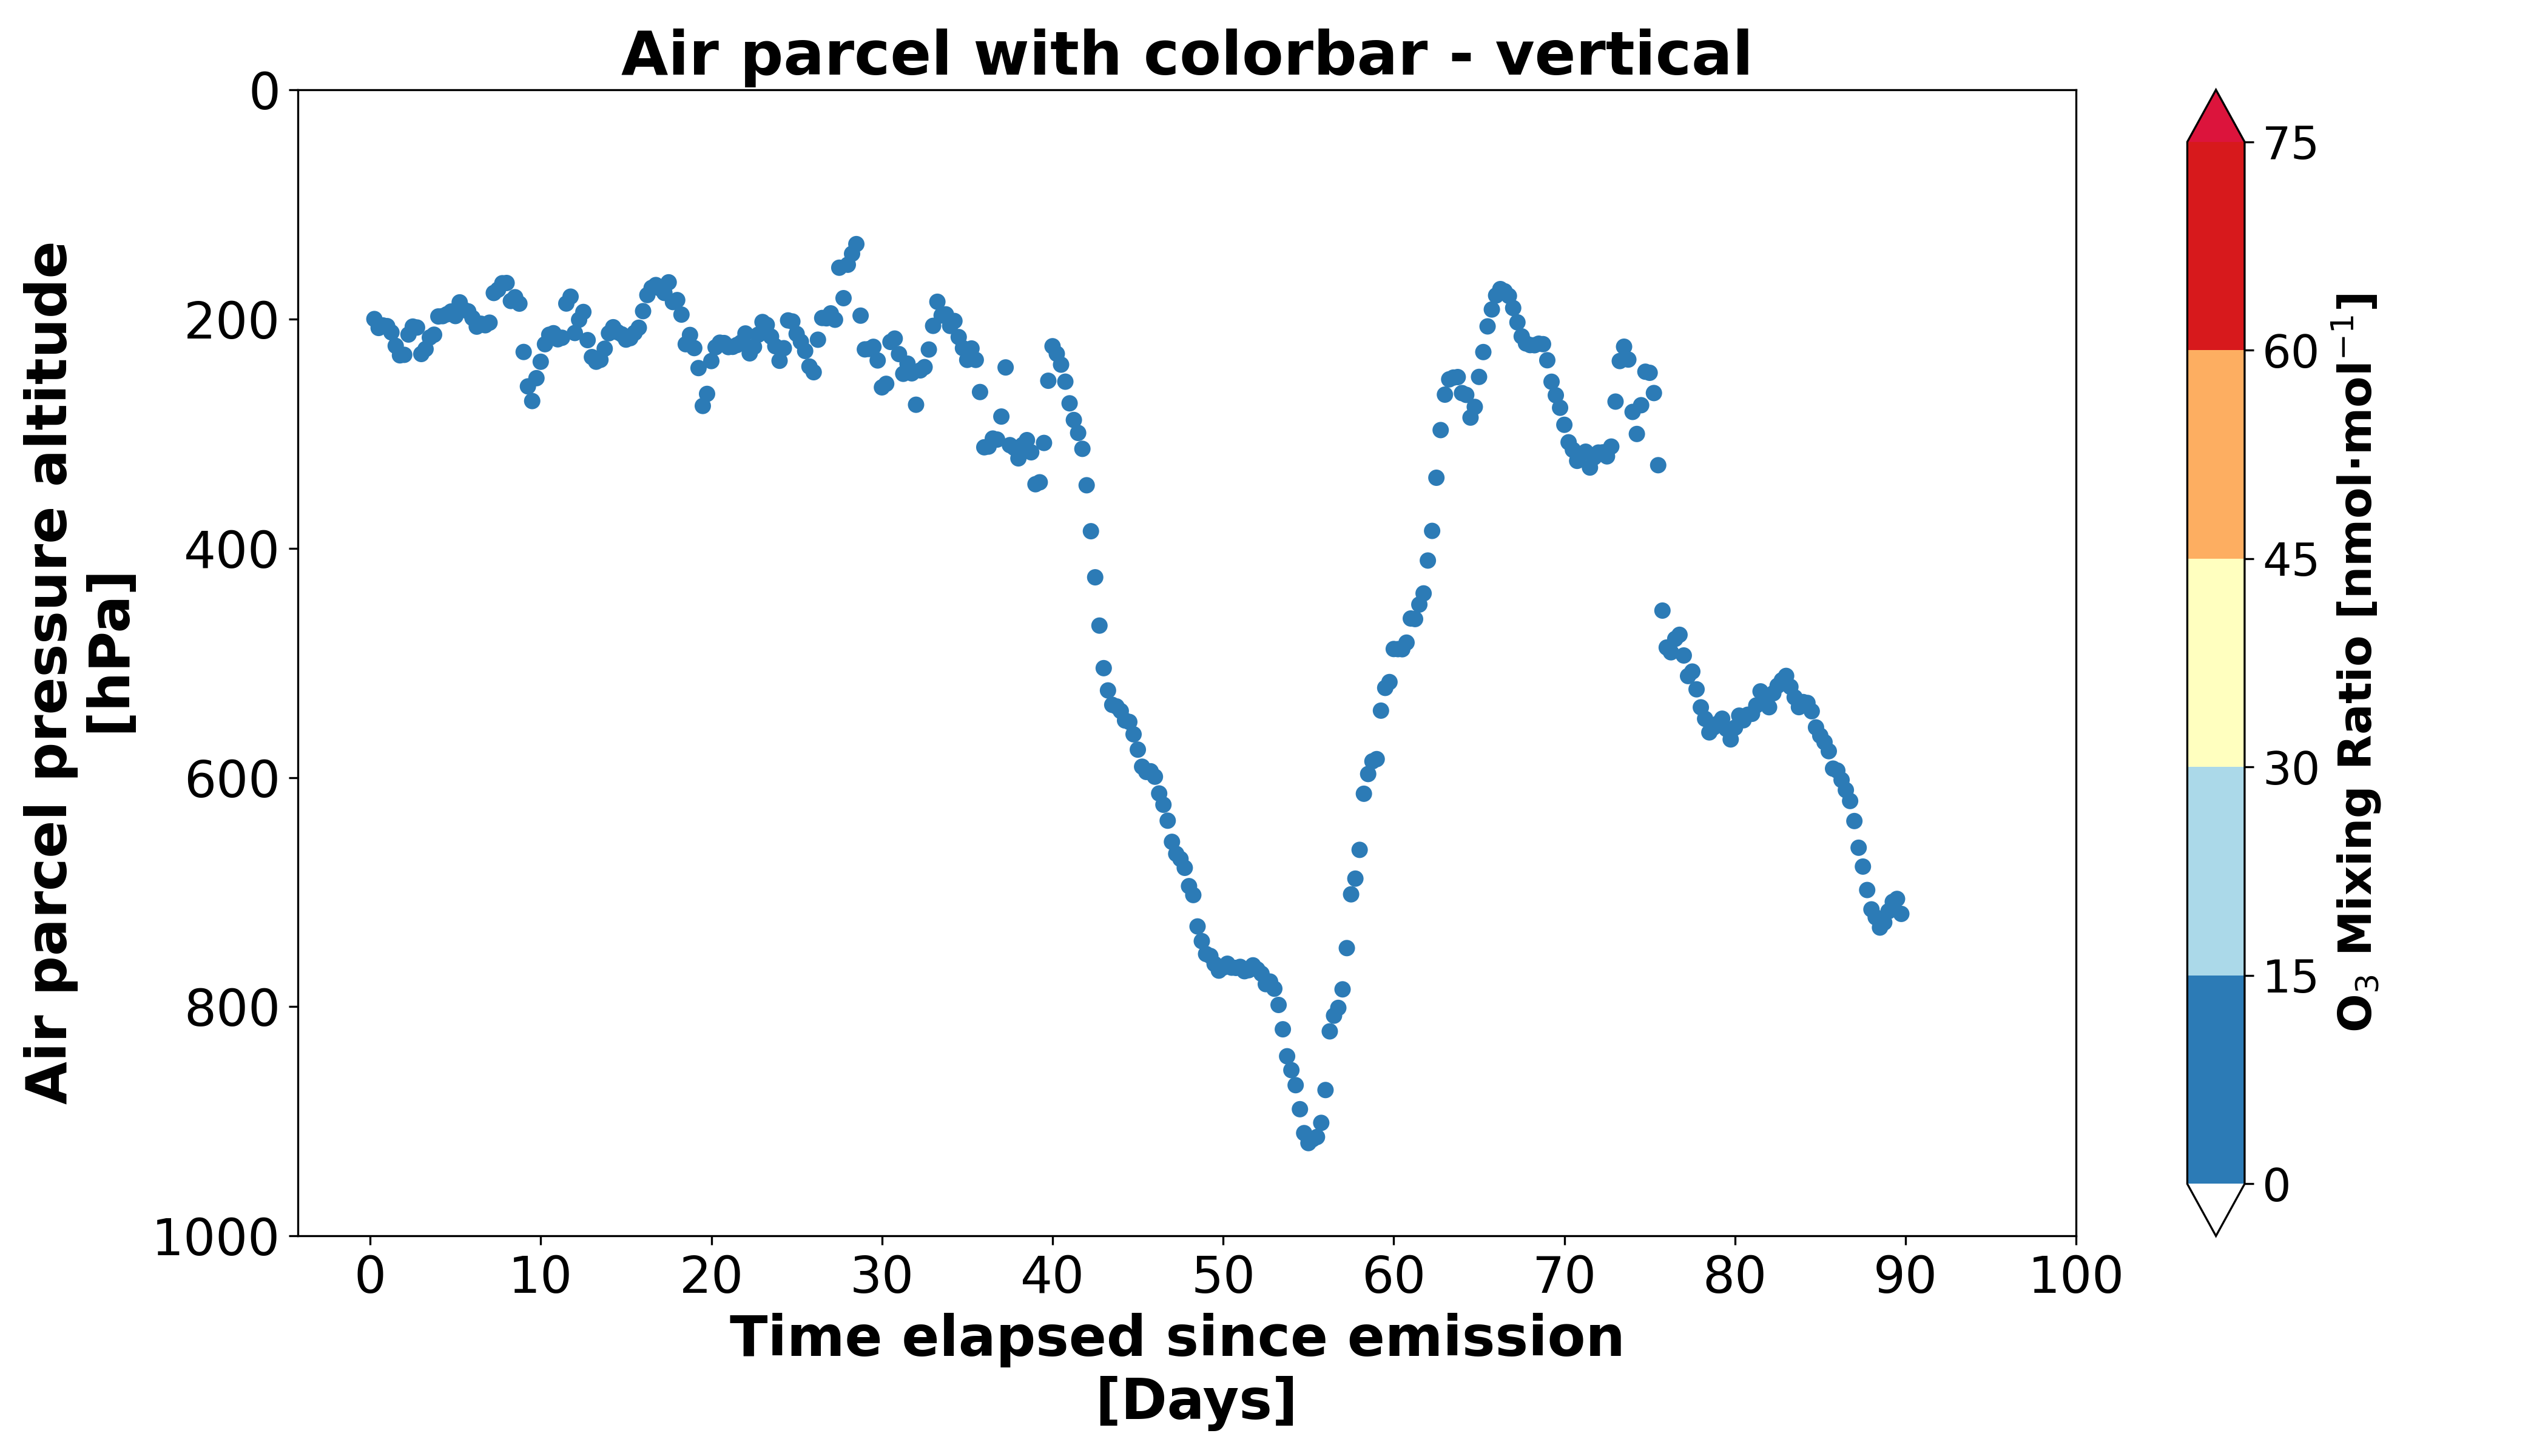 Air parcel with colorbar - vertical
Air parcel pressure altitude
[hPa]
0
200
400
600
800
1000
0 10 20 30 40 50 60 70 80 90 100
Time elapsed since emission
[Days]
75
60
45
30
15
0
O₃ Mixing Ratio [nmol·mol⁻¹]